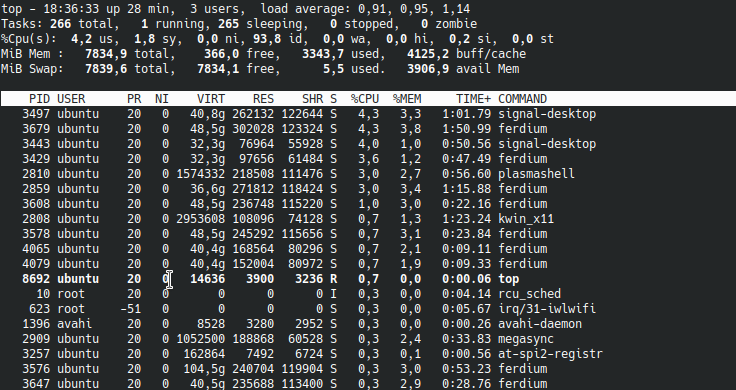 top - 18:36:33 up 28 min,  3 users,  load average: 0,91, 0,95, 1,14
Tasks: 266 total,   1 running, 265 sleeping,   0 stopped,   0 zombie
%Cpu(s):  4,2 us,  1,8 sy,  0,0 ni, 93,8 id,  0,0 wa,  0,0 hi,  0,2 si,  0,0 st
MiB Mem :   7834,9 total,    366,0 free,   3343,7 used,   4125,2 buff/cache
MiB Swap:   7839,6 total,   7834,1 free,      5,5 used.   3906,9 avail Mem
PID USER      PR  NI    VIRT    RES    SHR S  %CPU  %MEM     TIME+ COMMAND
3497 ubuntu    20   0   40,8g 262132 122644 S   4,3   3,3   1:01.79 signal-desktop
3679 ubuntu    20   0   48,5g 302028 123324 S   4,3   3,8   1:50.99 ferdium
3443 ubuntu    20   0   32,3g  76964  55928 S   4,0   1,0   0:50.56 signal-desktop
3429 ubuntu    20   0   32,3g  97656  61484 S   3,6   1,2   0:47.49 ferdium
2810 ubuntu    20   0 1574332 218508 111476 S   3,0   2,7   0:56.60 plasmashell
2859 ubuntu    20   0   36,6g 271812 118424 S   3,0   3,4   1:15.88 ferdium
3608 ubuntu    20   0   48,5g 236748 115220 S   1,0   3,0   0:22.16 ferdium
2808 ubuntu    20   0 2953608 108096  74128 S   0,7   1,3   1:23.24 kwin_x11
3578 ubuntu    20   0   48,5g 245292 115656 S   0,7   3,1   0:23.84 ferdium
4065 ubuntu    20   0   40,4g 168564  80296 S   0,7   2,1   0:09.11 ferdium
4079 ubuntu    20   0   40,4g 152004  80972 S   0,7   1,9   0:09.33 ferdium
8692 ubuntu    20   0   14636   3900   3236 R   0,7   0,0   0:00.06 top
10 root      20   0       0      0      0 I   0,3   0,0   0:04.14 rcu_sched
623 root     -51   0       0      0      0 S   0,3   0,0   0:05.67 irq/31-iwlwifi
1396 avahi     20   0    8528   3280   2952 S   0,3   0,0   0:00.26 avahi-daemon
2909 ubuntu    20   0 1052500 188868  60528 S   0,3   2,4   0:33.83 megasync
3257 ubuntu    20   0  162864   7492   6724 S   0,3   0,1   0:00.56 at-spi2-registr
3576 ubuntu    20   0  104,5g 240704 119904 S   0,3   3,0   0:53.23 ferdium
3647 ubuntu    20   0   40,5g 235688 113400 S   0,3   2,9   0:28.76 ferdium